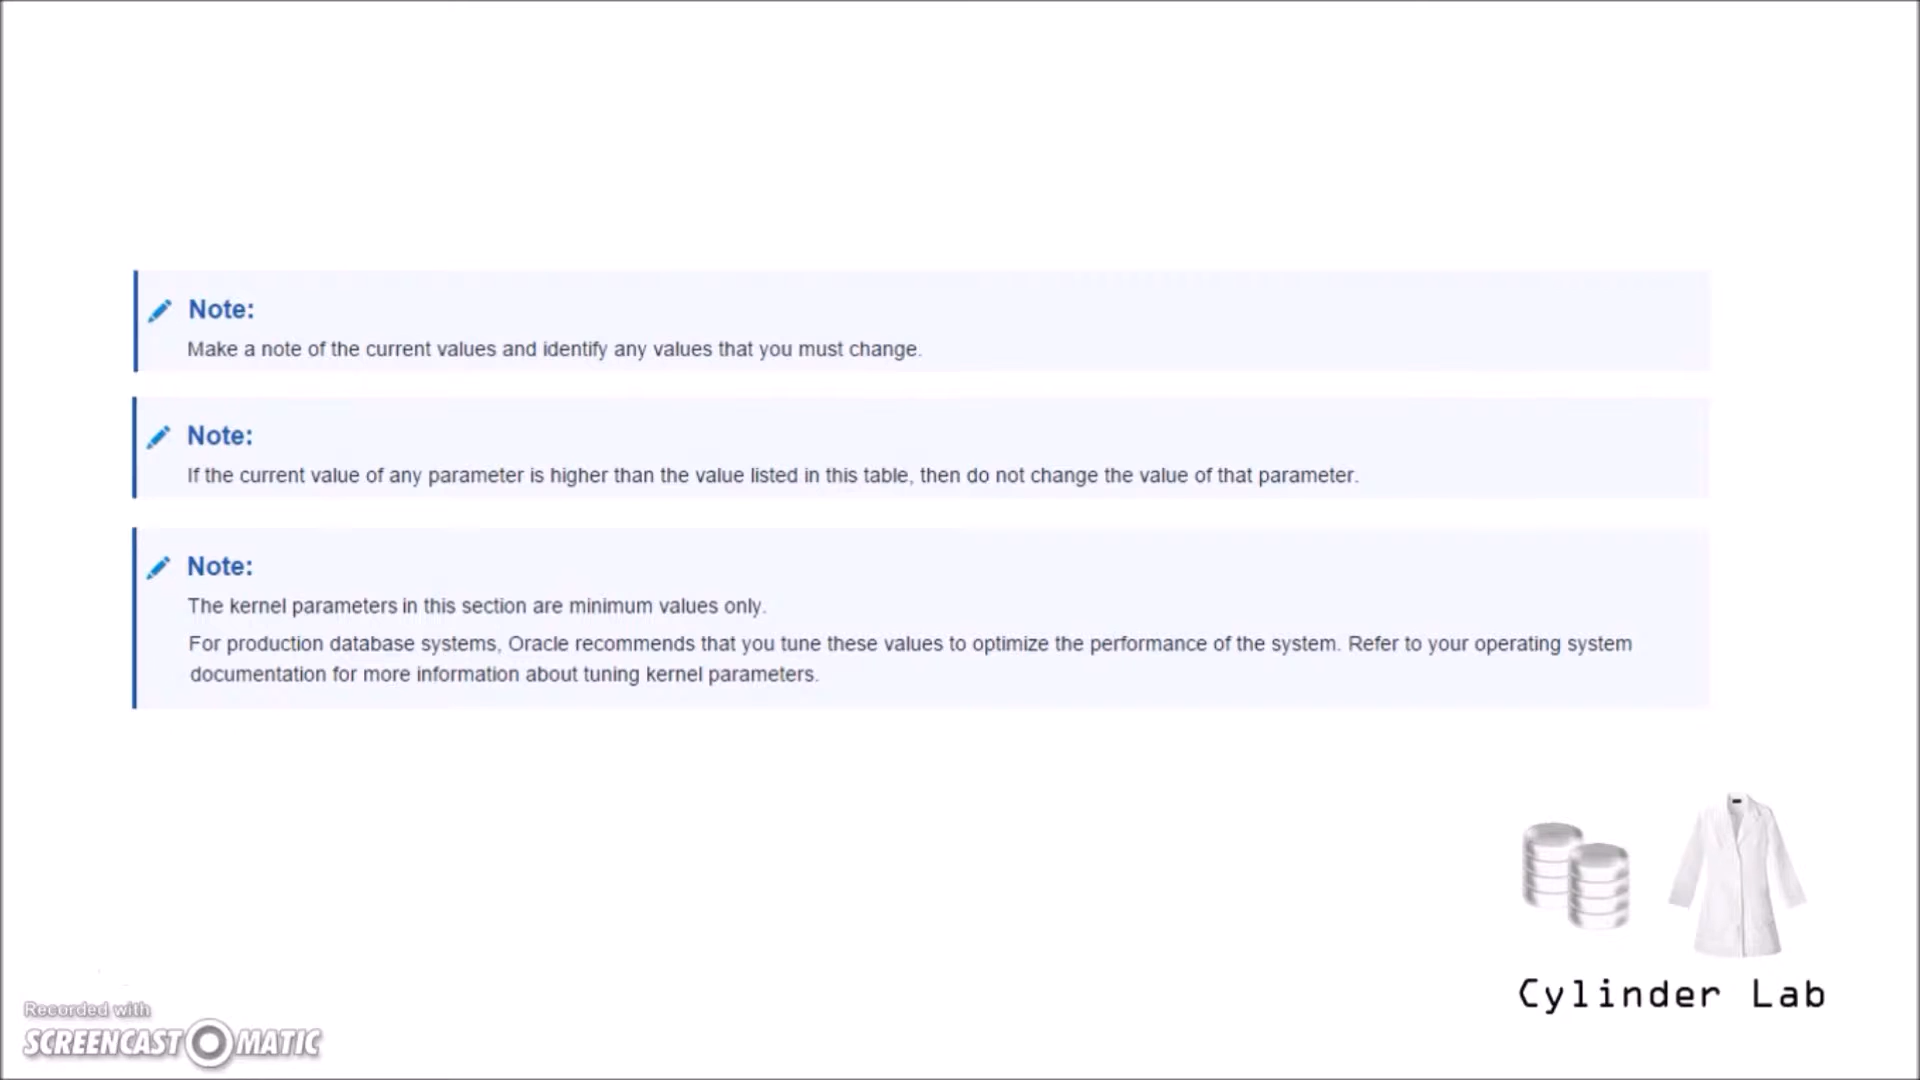 Note:
Make a note of the current values and identify any values that you must change.
Note:
If the current value of any parameter is higher than the value listed in this table, then do not change the value of that parameter.
Note:
The kernel parameters in this section are minimum values only.
For production database systems, Oracle recommends that you tune these values to optimize the performance of the system. Refer to your operating system
documentation for more information about tuning kernel parameters.
Cylinder Lab
Recorded with
SCREENCAST MATIC